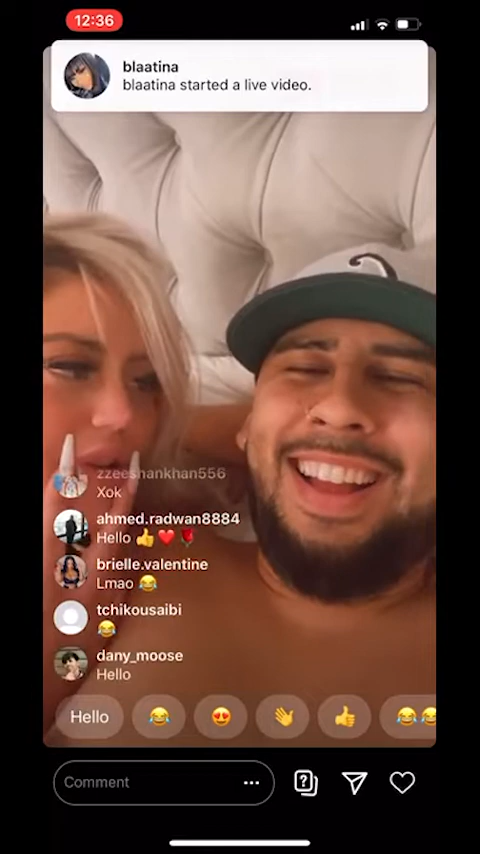 12:36
blaatina
blaatina started a live video.
zzeeshankhan556
Xok
ahmed.radwan8884
Hello 👍❤️🌹
brielle.valentine
Lmao 😂
tchikousaibi
😂
dany_moose
Hello
Hello 😂 😍 👋 👍 😂😂
Comment